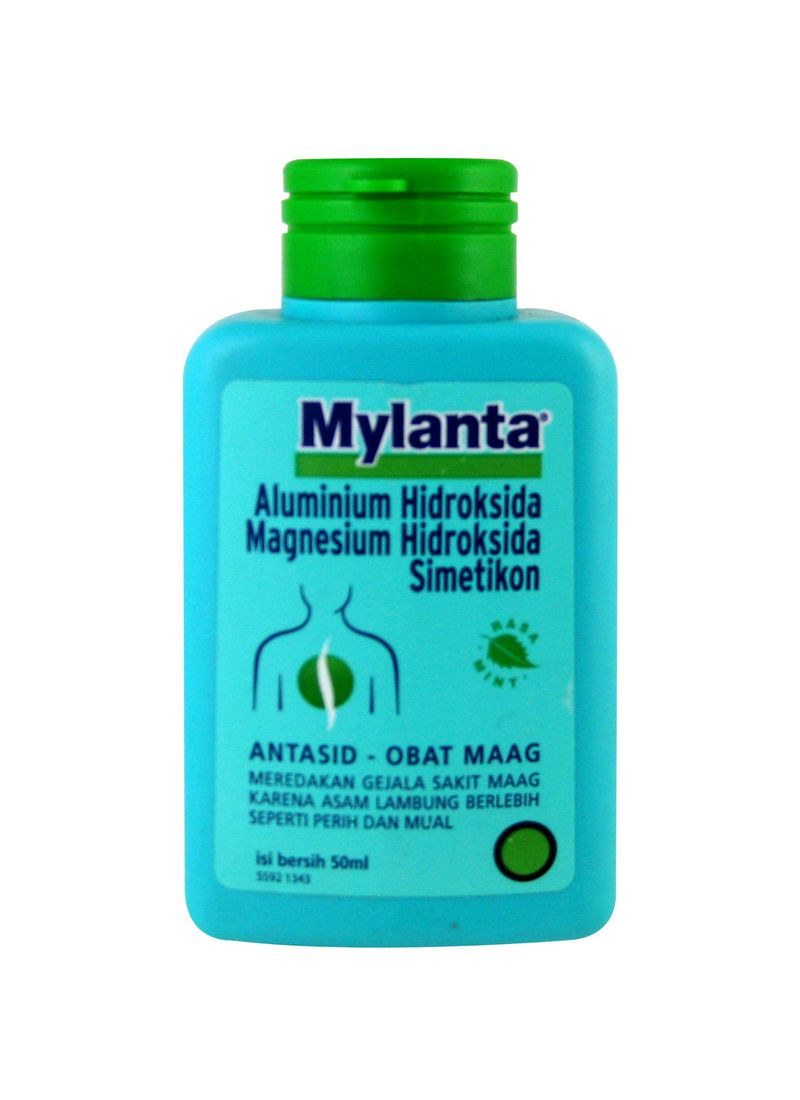 Mylanta®
Aluminium Hidroksida
Magnesium Hidroksida
Simetikon
RASA
MINT
ANTASID - OBAT MAAG
MEREDAKAN GEJALA SAKIT MAAG
KARENA ASAM LAMBUNG BERLEBIH
SEPERTI PERIH DAN MUAL
isi bersih 50ml
5592 1343